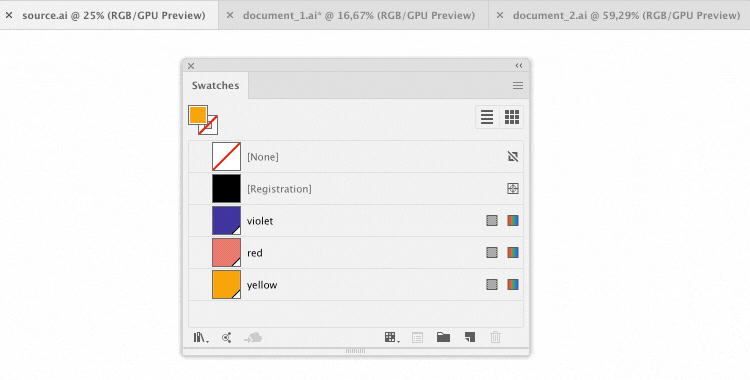 source.ai @ 25% (RGB/GPU Preview)
document_1.ai* @ 16,67% (RGB/GPU Preview)
document_2.ai @ 59,29% (RGB/GPU Preview)
Swatches
[None]
[Registration]
violet
red
yellow